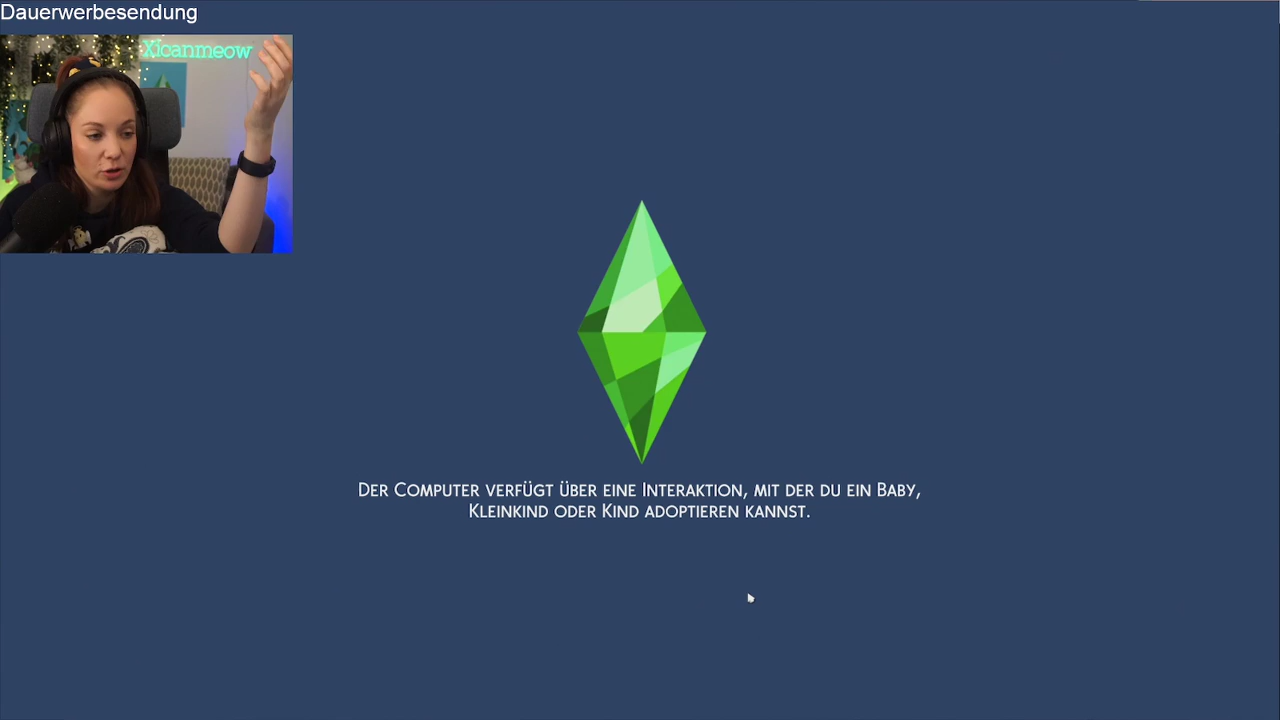 Dauerwerbesendung
Xicanmeow
Der Computer verfügt über eine Interaktion, mit der du ein Baby,
Kleinkind oder Kind adoptieren kannst.